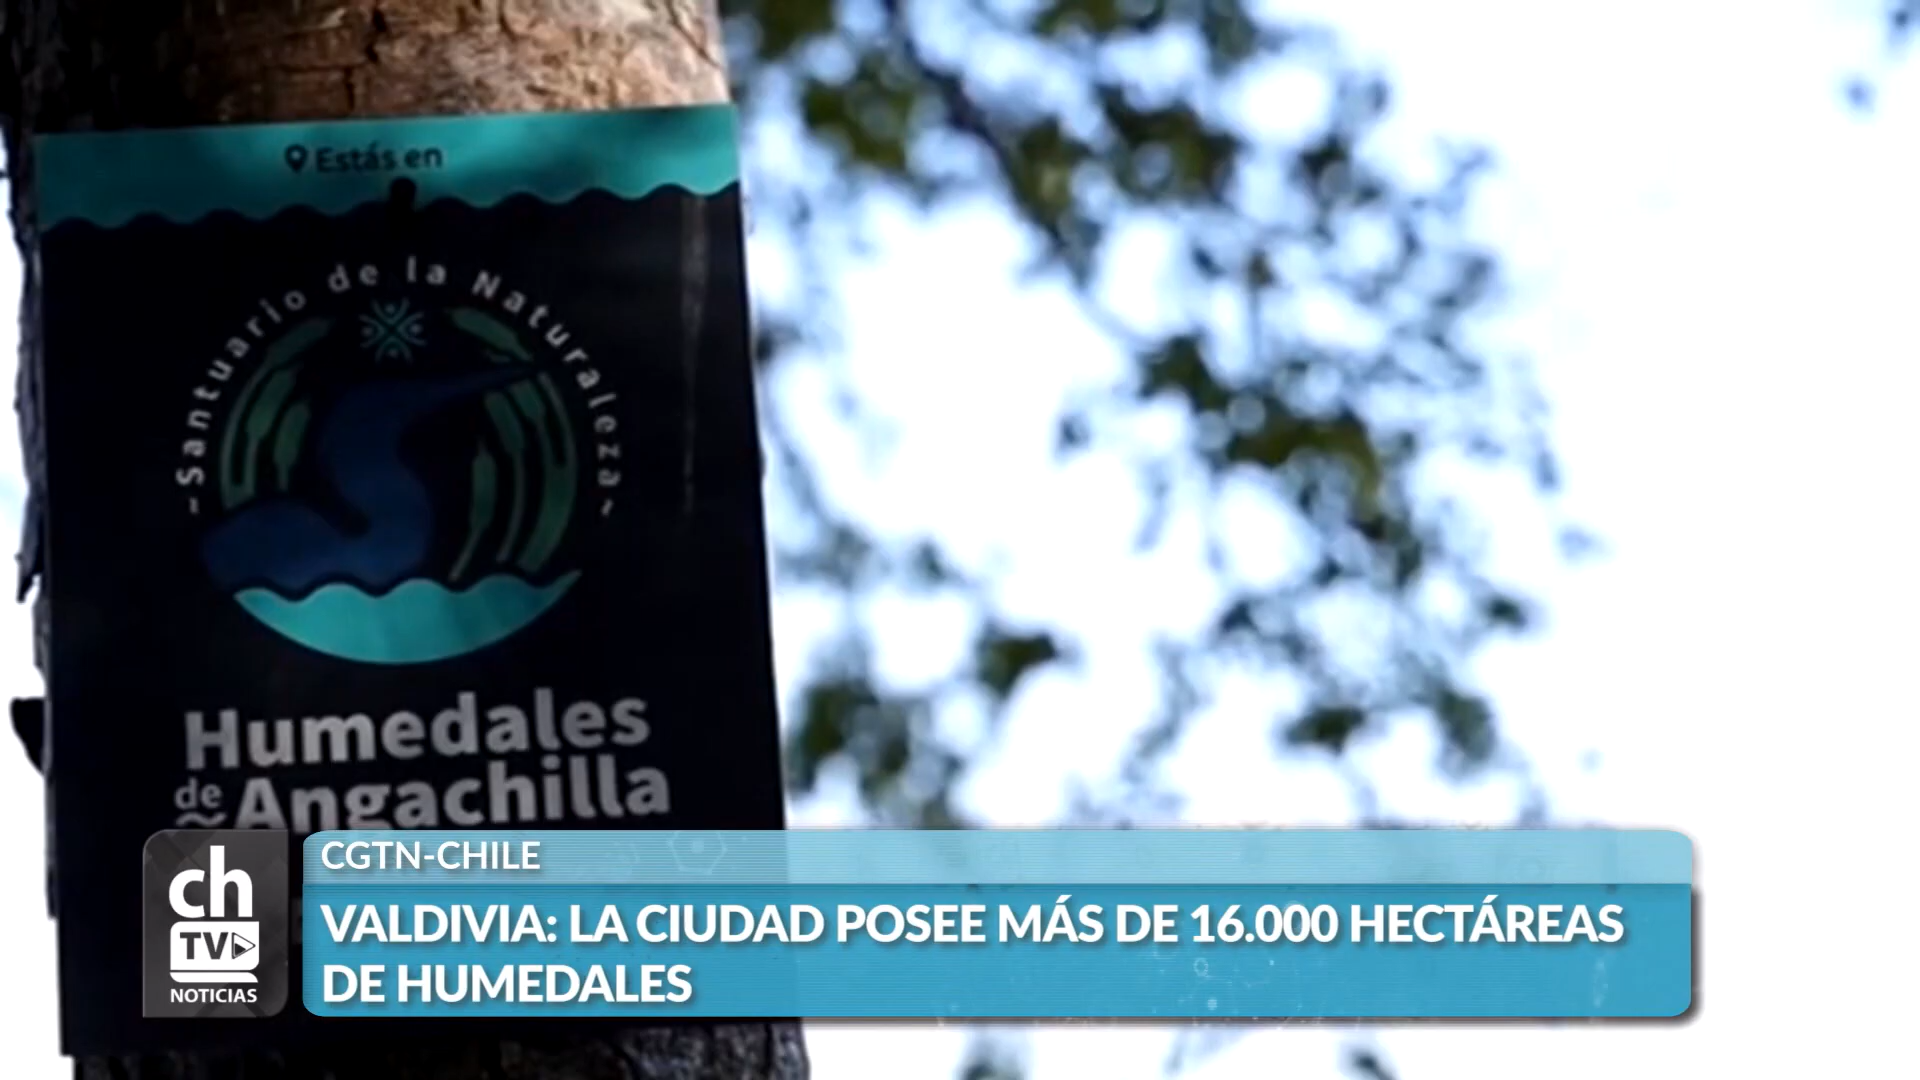 Estás en
~Santuario de la Naturaleza~
Humedales
de Angachilla
CGTN-CHILE
ch
TV
NOTICIAS
VALDIVIA: LA CIUDAD POSEE MÁS DE 16.000 HECTÁREAS
DE HUMEDALES